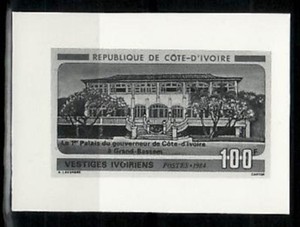 REPUBLIQUE DE CÔTE-D'IVOIRE
Le 1er Palais du gouverneur de Côte-d'Ivoire
à Grand-Bassam
VESTIGES IVOIRIENS POSTES · 1984
100F
CARTOR